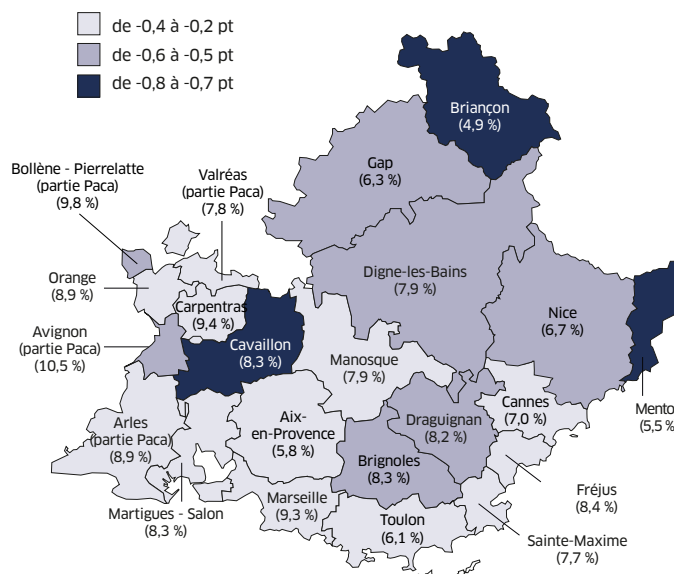 de -0,4 à -0,2 pt
de -0,6 à -0,5 pt
de -0,8 à -0,7 pt
Briançon
(4,9 %)
Gap
(6,3 %)
Bollène - Pierrelatte
(partie Paca)
(9,8 %)
Valréas
(partie Paca)
(7,8 %)
Orange
(8,9 %)
Carpentras
(9,4 %)
Digne-les-Bains
(7,9 %)
Nice
(6,7 %)
Avignon
(partie Paca)
(10,5 %)
Cavaillon
(8,3 %)
Manosque
(7,9 %)
Cannes
(7,0 %)
Mento
(5,5 %
Arles
(partie Paca)
(8,9 %)
Aix-
en-Provence
(5,8 %)
Draguignan
(8,2 %)
Brignoles
(8,3 %)
Fréjus
(8,4 %)
Martigues - Salon
(8,3 %)
Marseille
(9,3 %)
Toulon
(6,1 %)
Sainte-Maxime
(7,7 %)